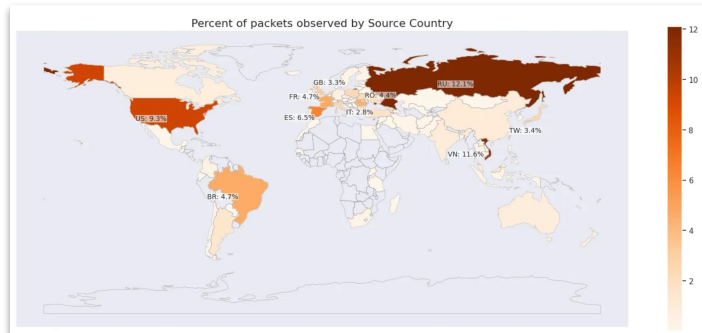 Percent of packets observed by Source Country
GB: 3.3%
RU: 12.1%
FR: 4.7%
RO: 4.4%
ES: 6.5%
IT: 2.8%
US: 9.3%
TW: 3.4%
VN: 11.6%
BR: 4.7%
12
10
8
6
4
2